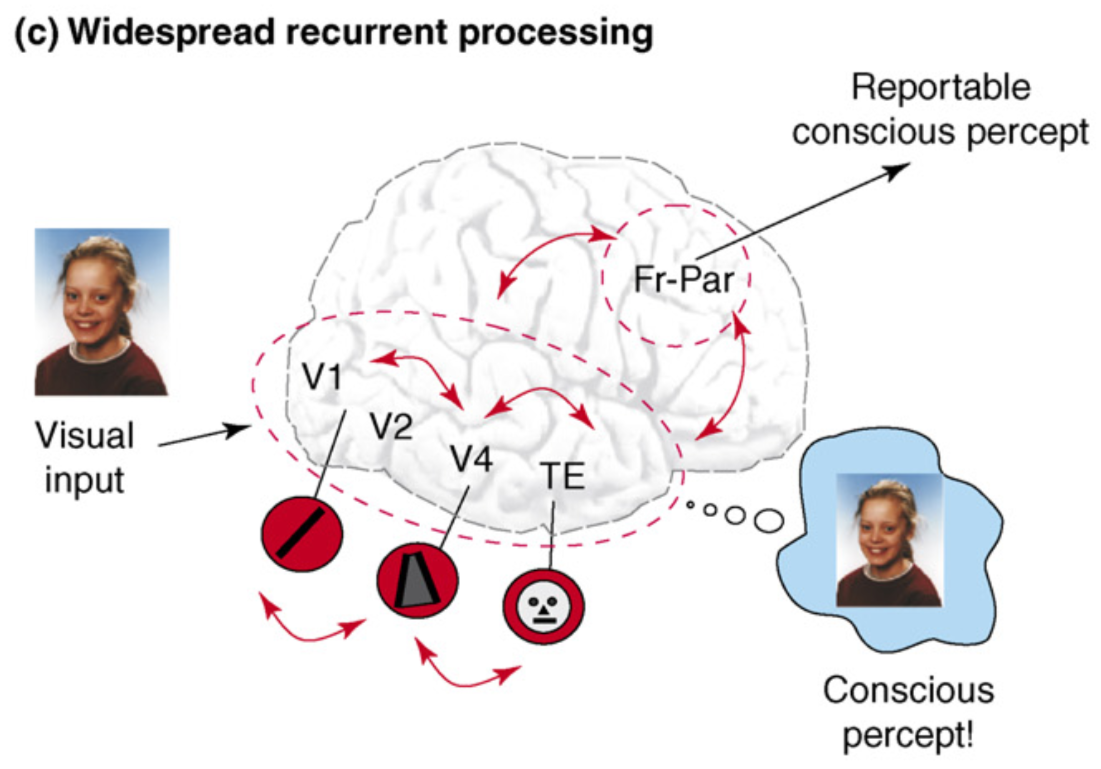 (c) Widespread recurrent processing
Reportable
conscious percept
Fr-Par
V1
V2
V4
TE
Visual
input
Conscious
percept!